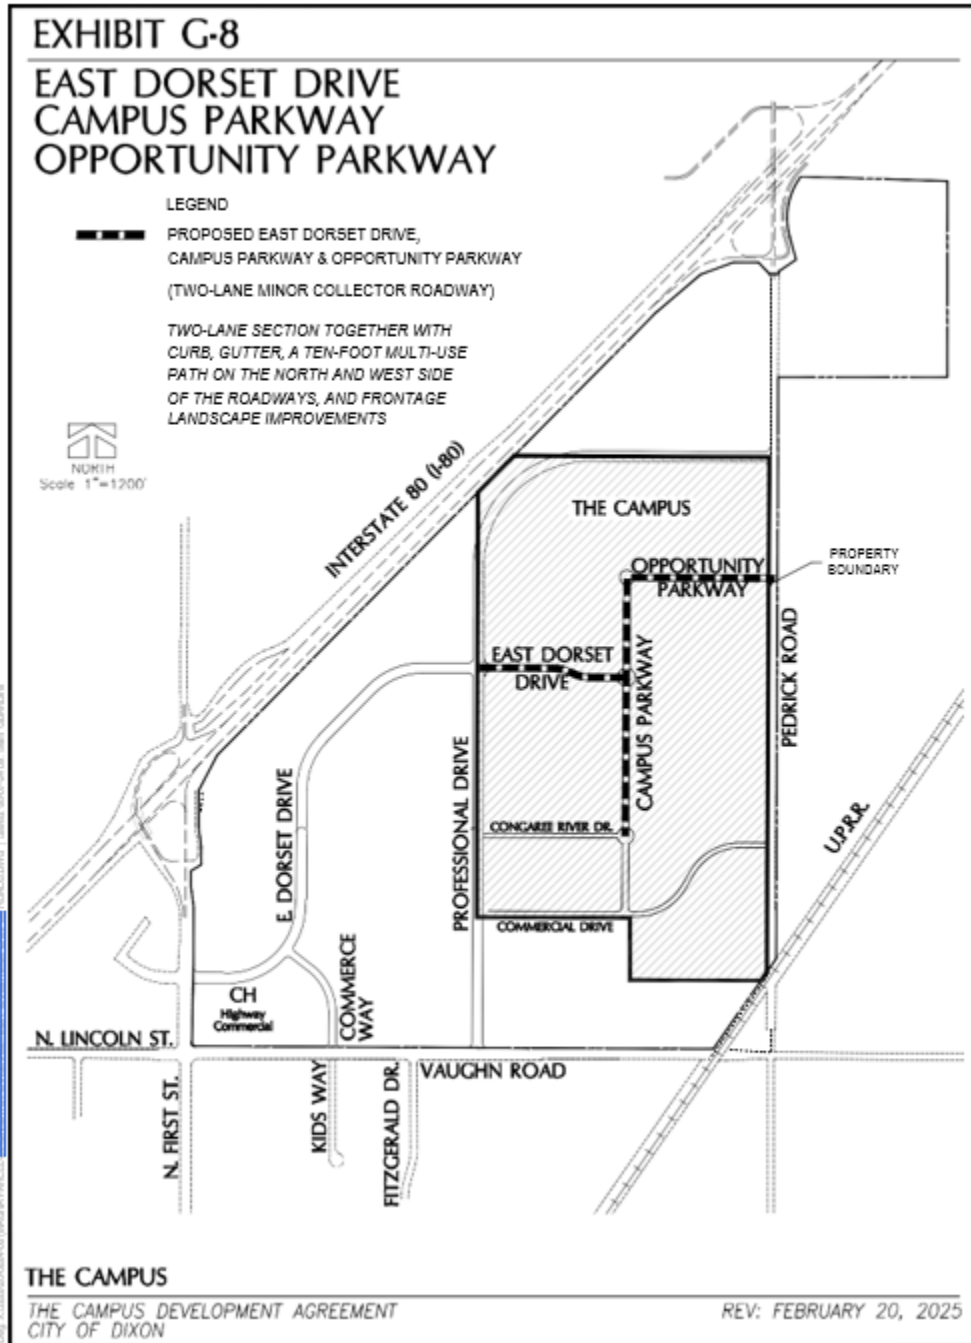 EXHIBIT G-8
EAST DORSET DRIVE
CAMPUS PARKWAY
OPPORTUNITY PARKWAY
LEGEND
PROPOSED EAST DORSET DRIVE,
CAMPUS PARKWAY & OPPORTUNITY PARKWAY
(TWO-LANE MINOR COLLECTOR ROADWAY)
TWO-LANE SECTION TOGETHER WITH
CURB, GUTTER, A TEN-FOOT MULTI-USE
PATH ON THE NORTH AND WEST SIDE
OF THE ROADWAYS, AND FRONTAGE
LANDSCAPE IMPROVEMENTS
NORTH
Scale 1"=1200'
INTERSTATE 80 (I-80)
THE CAMPUS
PROPERTY
BOUNDARY
OPPORTUNITY
PARKWAY
EAST DORSET
DRIVE
CAMPUS PARKWAY
PEDRICK ROAD
PROFESSIONAL DRIVE
E. DORSET DRIVE
CONGAREE RIVER DR.
U.P.R.R.
COMMERCIAL DRIVE
CH
Highway
Commercial
COMMERCE
WAY
N. LINCOLN ST.
VAUGHN ROAD
N. FIRST ST.
KIDS WAY
FITZGERALD DR.
THE CAMPUS
THE CAMPUS DEVELOPMENT AGREEMENT
CITY OF DIXON
REV: FEBRUARY 20, 2025